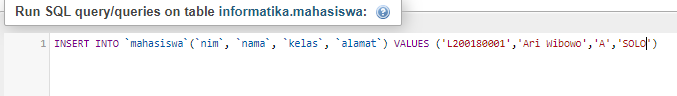 Run SQL query/queries on table informatika.mahasiswa:
1 INSERT INTO `mahasiswa`(`nim`, `nama`, `kelas`, `alamat`) VALUES ('L200180001','Ari Wibowo','A','SOLO')